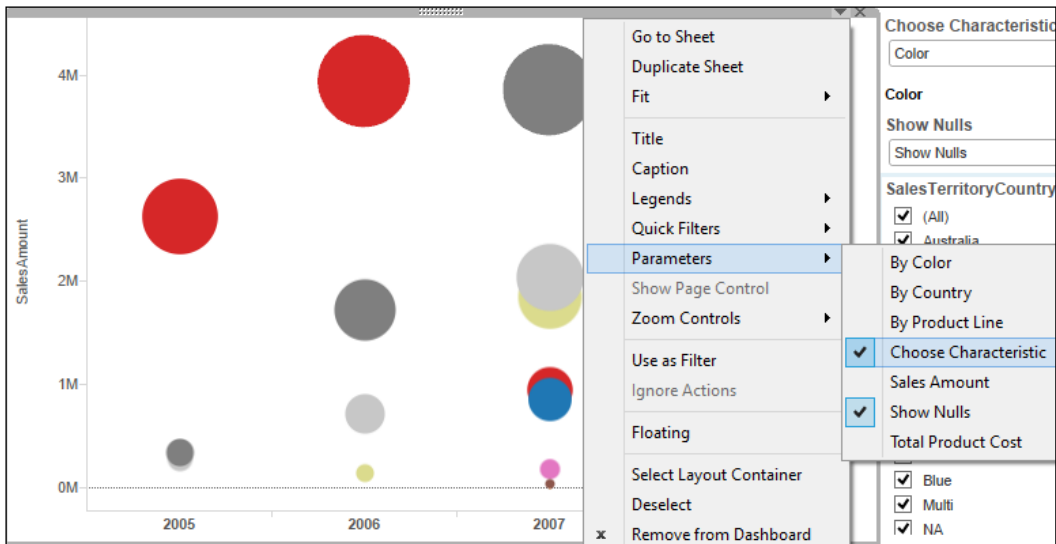 4M
3M
2M
1M
0M
SalesAmount
2005
2006
2007
Go to Sheet
Duplicate Sheet
Fit
Title
Caption
Legends
Quick Filters
Parameters
Show Page Control
Zoom Controls
Use as Filter
Ignore Actions
Floating
Select Layout Container
Deselect
x Remove from Dashboard
By Color
By Country
By Product Line
Choose Characteristic
Sales Amount
Show Nulls
Total Product Cost
Choose Characteristic
Color
Color
Show Nulls
Show Nulls
SalesTerritoryCountry
(All)
Australia
Blue
Multi
NA